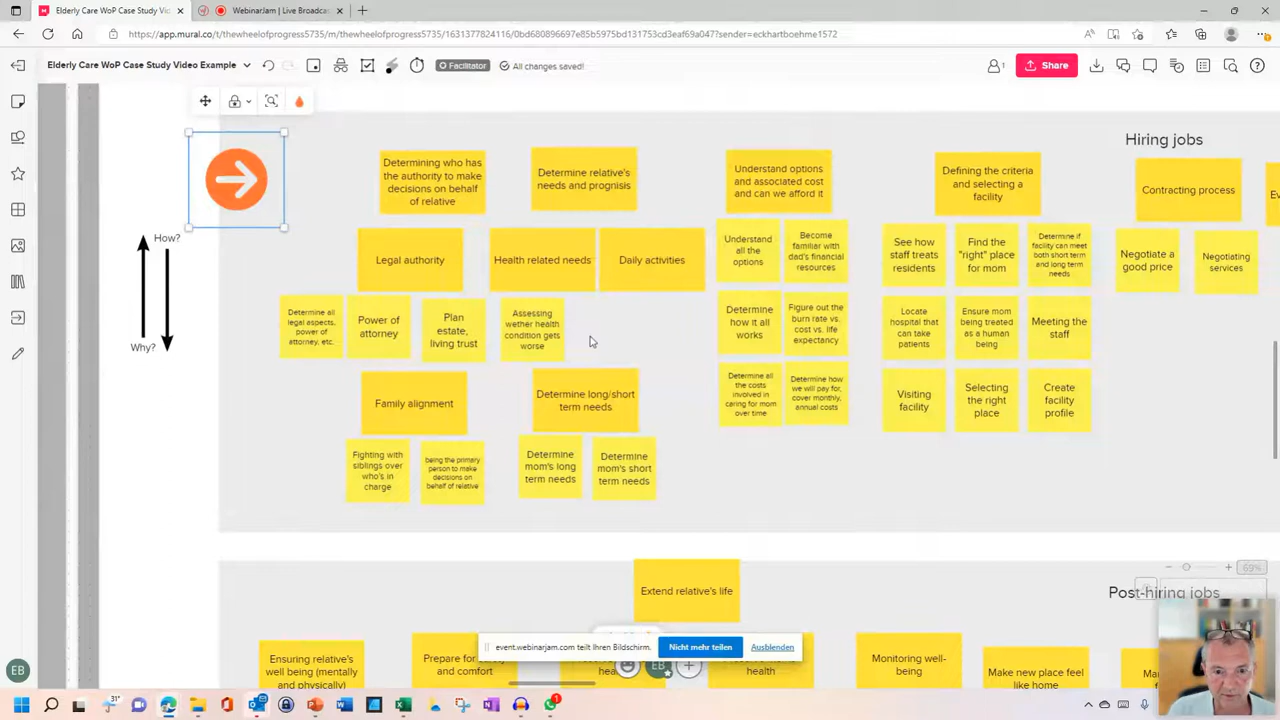 Elderly Care WoP Case Study Vid
WebinarJam | Live Broadcas
https://app.mural.co/t/thewheelofprogress5735/m/thewheelofprogress5735/1631377824116/0bd680896697e85b5975bd131753cd3eaf69a047?sender=eckhartboehme1572
Elderly Care WoP Case Study Video Example
Facilitator
All changes saved!
1
Share
Hiring jobs
Determining who has
the authority to make
decisions on behalf
of relative
Determine relative's
needs and prognisis
Understand options
and associated cost
and can we afford it
Defining the criteria
and selecting a
facility
Contracting process
How?
Why?
Legal authority
Health related needs
Daily activities
Understand
all the
options
Become
familiar with
dad's financial
resources
See how
staff treats
residents
Find the
"right" place
for mom
Determine if
facility can meet
both short term
and long term
needs
Negotiate a
good price
Negotiating
services
Determine all
legal aspects,
power of
attorney, etc.
Power of
attorney
Plan
estate,
living trust
Assessing
wether health
condition gets
worse
Determine
how it all
works
Figure out the
burn rate vs.
cost vs. life
expectancy
Locate
hospital that
can take
patients
Ensure mom
being treated
as a human
being
Meeting the
staff
Family alignment
Determine long/short
term needs
Determine all
the costs
involved in
caring for mom
over time
Determine how
we will pay for,
cover monthly,
annual costs
Visiting
facility
Selecting
the right
place
Create
facility
profile
Fighting with
siblings over
who's in
charge
being the primary
person to make
decisions on
behalf of relative
Determine
mom's long
term needs
Determine
mom's short
term needs
69%
Extend relative's life
Post-hiring jobs
Ensuring relative's
well being (mentally
and physically)
Prepare for
and comfort
health
Monitoring well-
being
Make new place feel
like home
event.webinarjam.com teilt Ihren Bildschirm.
Nicht mehr teilen
Ausblenden
EB
EB
31°
1